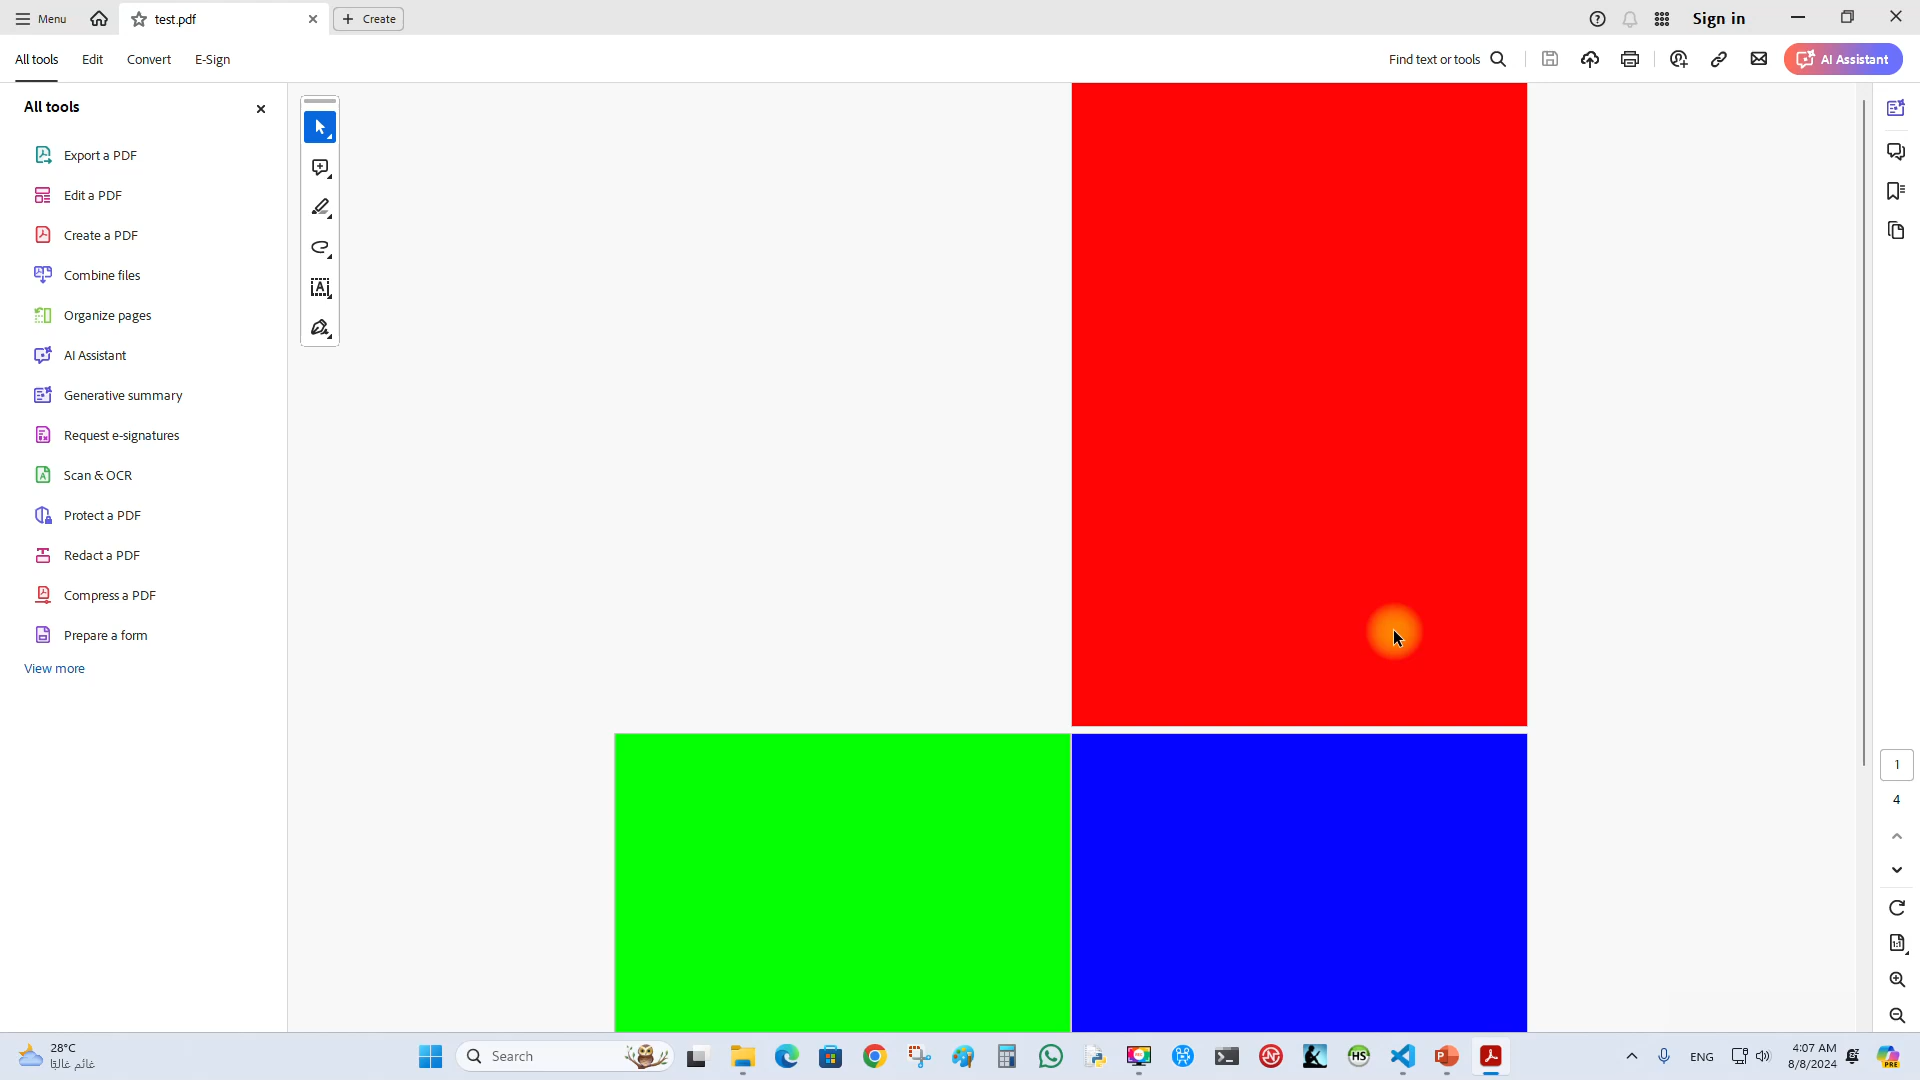 Menu
test.pdf
Create
Sign in
All tools
Edit
Convert
E-Sign
Find text or tools
AI Assistant
All tools
Export a PDF
Edit a PDF
Create a PDF
Combine files
Organize pages
AI Assistant
Generative summary
Request e-signatures
Scan & OCR
Protect a PDF
Redact a PDF
Compress a PDF
Prepare a form
View more
1
4
28°C
غائم غالبًا
Search
HS
ENG
4:07 AM
8/8/2024
PRE